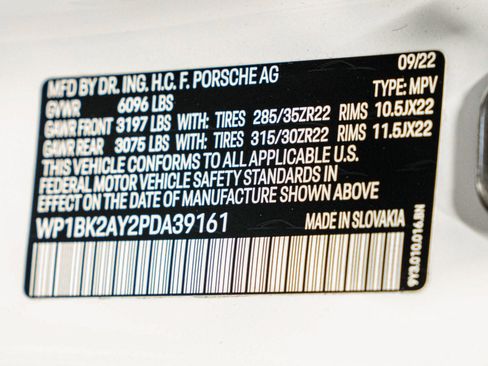 MFD BY DR. ING. H.C. F. PORSCHE AG 09/22
GVWR 6096 LBS TYPE: MPV
GAWR FRONT 3197 LBS WITH: TIRES 285/35ZR22 RIMS 10.5JX22
GAWR REAR 3075 LBS WITH: TIRES 315/30ZR22 RIMS 11.5JX22
THIS VEHICLE CONFORMS TO ALL APPLICABLE U.S.
FEDERAL MOTOR VEHICLE SAFETY STANDARDS IN
EFFECT ON THE DATE OF MANUFACTURE SHOWN ABOVE
WP1BK2AY2PDA39161 MADE IN SLOVAKIA
9Y3.010.016.BN